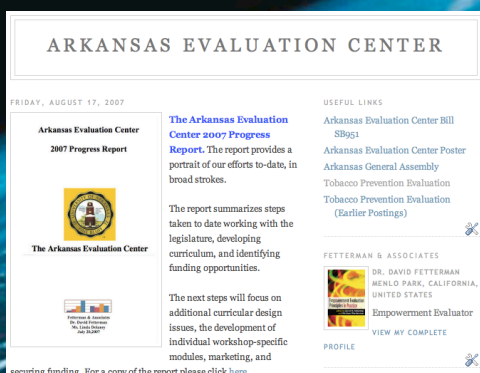 ARKANSAS EVALUATION CENTER
FRIDAY, AUGUST 17, 2007
Arkansas Evaluation Center
2007 Progress Report
The Arkansas Evaluation Center
Fetterman & Associates
Dr. David Fetterman
Ms. Linda Delaney
July 20,2007
The Arkansas Evaluation
Center 2007 Progress
Report. The report provides a
portrait of our efforts to-date, in
broad strokes.
The report summarizes steps
taken to date working with the
legislature, developing
curriculum, and identifying
funding opportunities.
The next steps will focus on
additional curricular design
issues, the development of
individual workshop-specific
modules, marketing, and
securing funding. For a copy of the report please click here.
USEFUL LINKS
Arkansas Evaluation Center Bill
SB951
Arkansas Evaluation Center Poster
Arkansas General Assembly
Tobacco Prevention Evaluation
Tobacco Prevention Evaluation
(Earlier Postings)
FETTERMAN & ASSOCIATES
DR. DAVID FETTERMAN
MENLO PARK, CALIFORNIA,
UNITED STATES
Empowerment Evaluator
VIEW MY COMPLETE
PROFILE